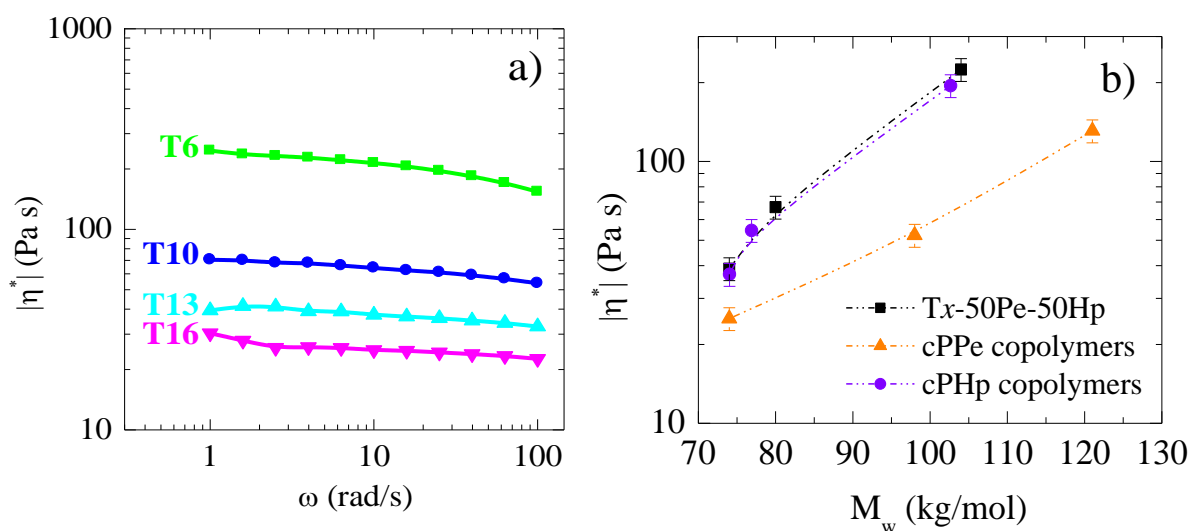 a)
1000
100
10
|η*| (Pa s)
T6
T10
T13
T16
1 10 100
ω (rad/s)
b)
100
10
|η*| (Pa s)
Tx-50Pe-50Hp
cPPe copolymers
cPHp copolymers
70 80 90 100 110 120 130
M_w (kg/mol)